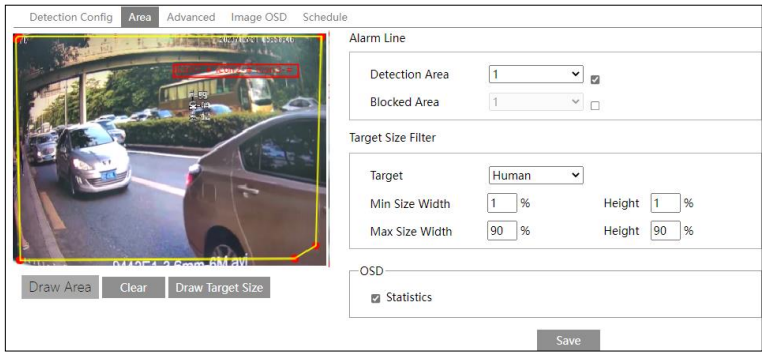 Detection Config Area Advanced Image OSD Schedule
Alarm Line
Detection Area 1
Blocked Area 1
Target Size Filter
Target Human
Min Size Width 1 % Height 1 %
Max Size Width 90 % Height 90 %
Draw Area Clear Draw Target Size
OSD
Statistics
Save